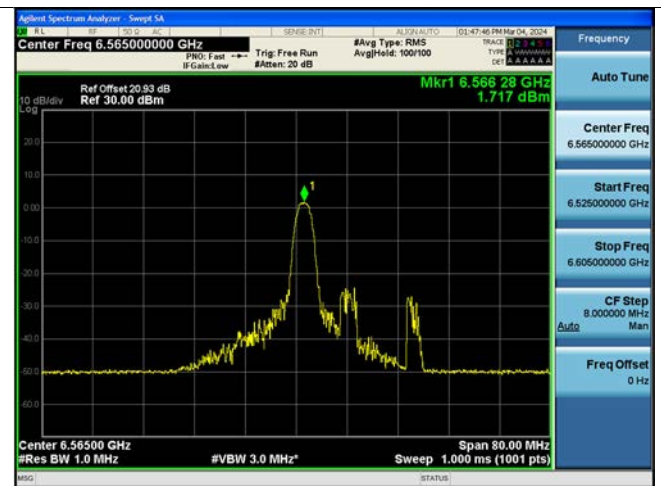 Agilent Spectrum Analyzer - Swept SA
RL RF 50 Ω AC SENSE:INT ALIGN AUTO 01:47:46 PM Mar 04, 2024
Center Freq 6.565000000 GHz
PNO: Fast
IFGain:Low
Trig: Free Run
#Atten: 20 dB
#Avg Type: RMS
Avg|Hold: 100/100
TRACE 1 2 3 4 5 6
TYPE
DET A A A A A A
Frequency
Mkr1 6.566 28 GHz
1.717 dBm
Ref Offset 20.93 dB
10 dB/div Ref 30.00 dBm
Log
20.0
10.0
0.00
-10.0
-20.0
-30.0
-40.0
-50.0
-60.0
1
Center 6.56500 GHz Span 80.00 MHz
#Res BW 1.0 MHz #VBW 3.0 MHz* Sweep 1.000 ms (1001 pts)
MSG STATUS
Auto Tune
Center Freq
6.565000000 GHz
Start Freq
6.525000000 GHz
Stop Freq
6.605000000 GHz
CF Step
8.000000 MHz
Auto Man
Freq Offset
0 Hz